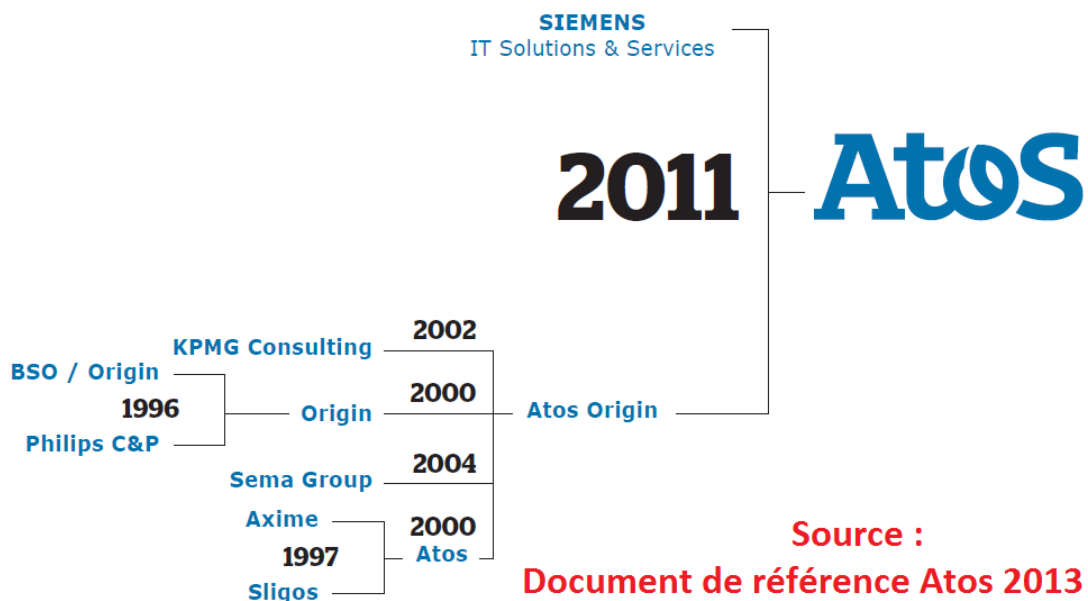 SIEMENS
IT Solutions & Services
2011
Atos
2002
KPMG Consulting
BSO / Origin
1996
2000
Origin
Atos Origin
Philips C&P
2004
Sema Group
Axime
2000
1997
Atos
Sligos
Source :
Document de référence Atos 2013